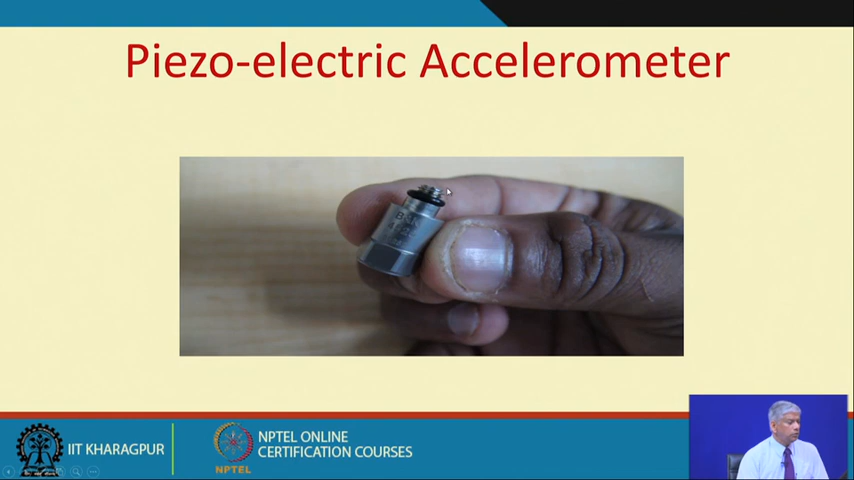 Piezo-electric Accelerometer
IIT KHARAGPUR
NPTEL
NPTEL ONLINE
CERTIFICATION COURSES